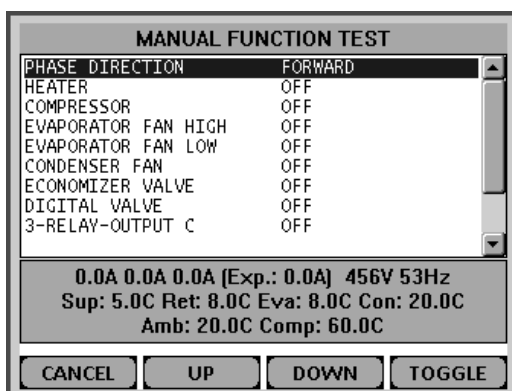 MANUAL FUNCTION TEST
PHASE DIRECTION FORWARD
HEATER OFF
COMPRESSOR OFF
EVAPORATOR FAN HIGH OFF
EVAPORATOR FAN LOW OFF
CONDENSER FAN OFF
ECONOMIZER VALVE OFF
DIGITAL VALVE OFF
3-RELAY-OUTPUT C OFF
0.0A 0.0A 0.0A (Exp.: 0.0A) 456V 53Hz
Sup: 5.0C Ret: 8.0C Eva: 8.0C Con: 20.0C
Amb: 20.0C Comp: 60.0C
CANCEL UP DOWN TOGGLE